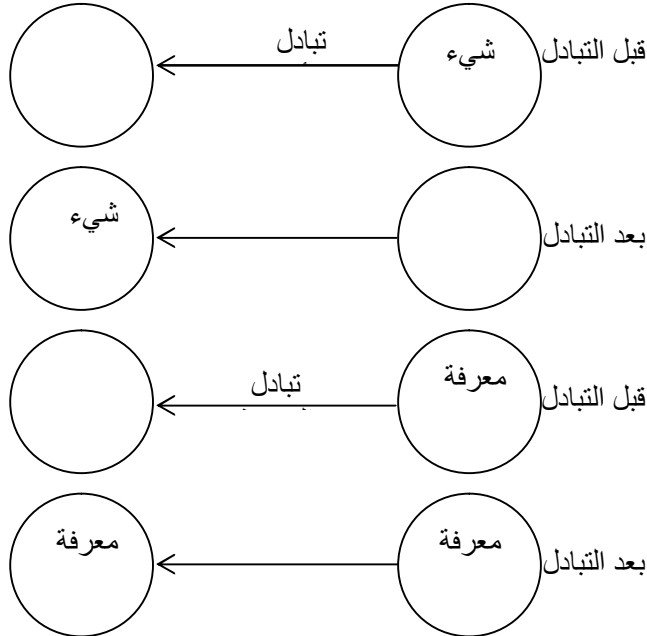 قبل التبادل
شيء
تبادل
بعد التبادل
شيء
قبل التبادل
معرفة
تبادل
بعد التبادل
معرفة
معرفة